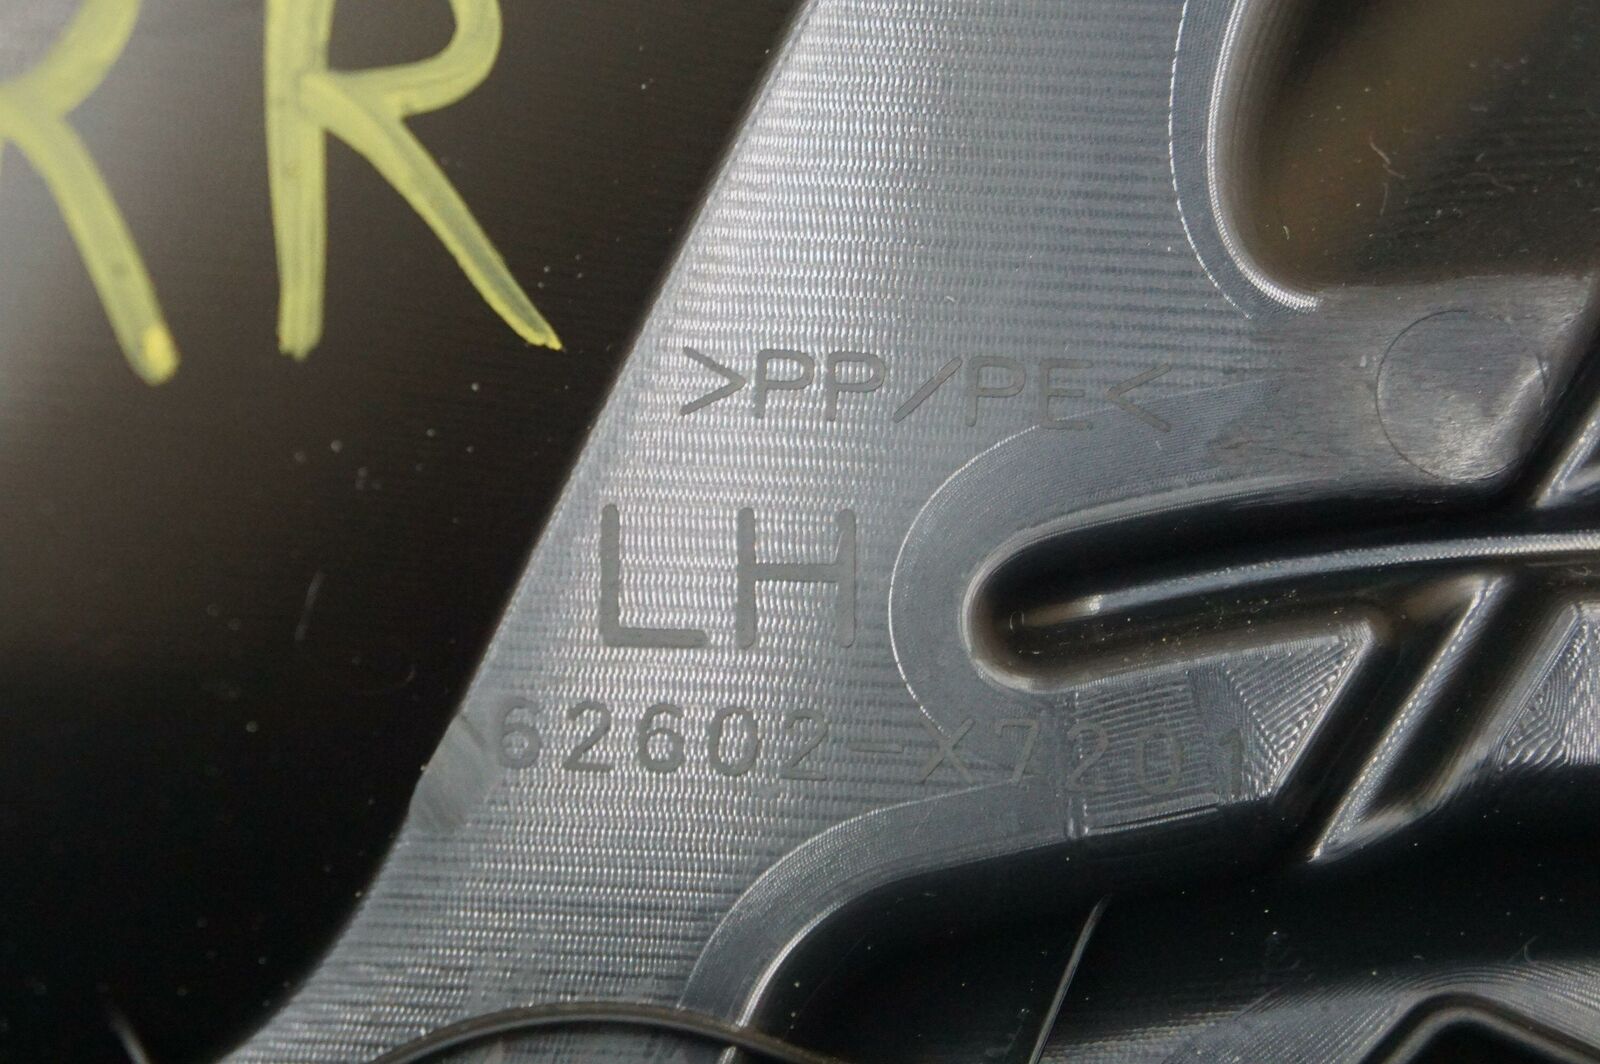 RR
>PP/PE<
LH
62602-X7201